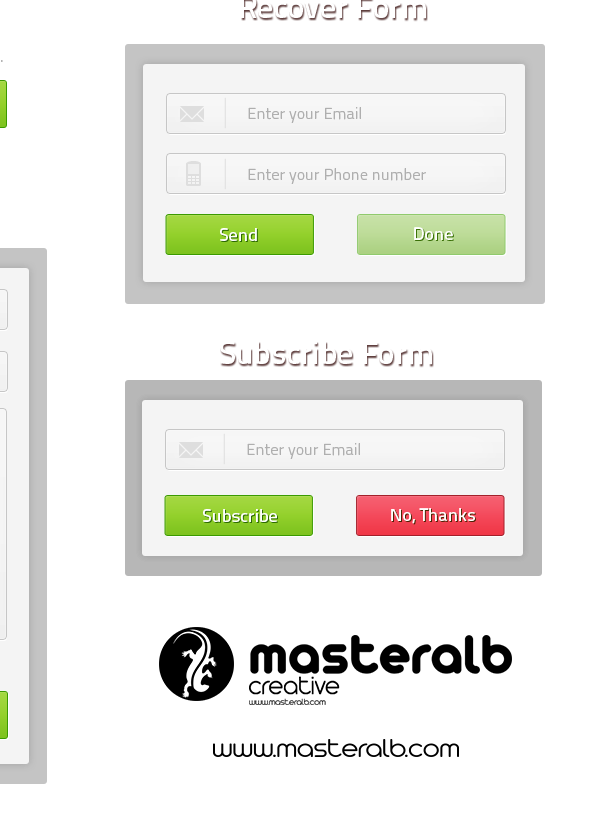 Recover Form
Enter your Email
Enter your Phone number
Send
Done
Subscribe Form
Enter your Email
Subscribe
No, Thanks
masteralb
creative
www.masteralb.com
www.masteralb.com